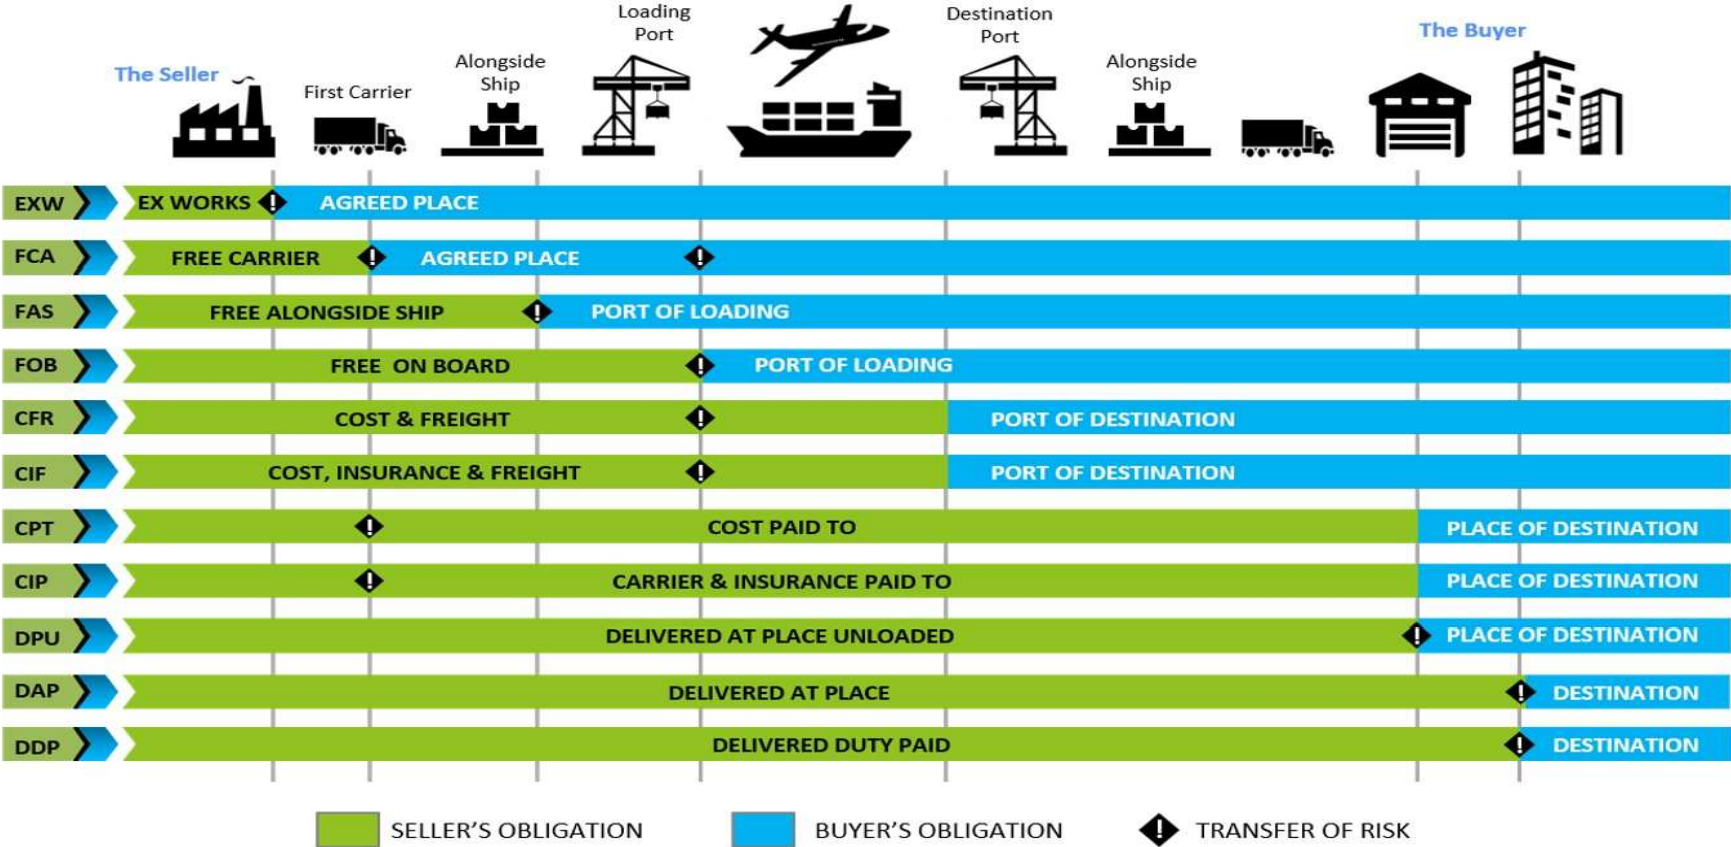 The Seller
First Carrier
Alongside
Ship
Loading
Port
Destination
Port
Alongside
Ship
The Buyer
EXW EX WORKS ! AGREED PLACE
FCA FREE CARRIER ! AGREED PLACE !
FAS FREE ALONGSIDE SHIP ! PORT OF LOADING
FOB FREE ON BOARD ! PORT OF LOADING
CFR COST & FREIGHT ! PORT OF DESTINATION
CIF COST, INSURANCE & FREIGHT ! PORT OF DESTINATION
CPT ! COST PAID TO PLACE OF DESTINATION
CIP ! CARRIER & INSURANCE PAID TO PLACE OF DESTINATION
DPU DELIVERED AT PLACE UNLOADED ! PLACE OF DESTINATION
DAP DELIVERED AT PLACE ! DESTINATION
DDP DELIVERED DUTY PAID ! DESTINATION
SELLER'S OBLIGATION BUYER'S OBLIGATION ! TRANSFER OF RISK